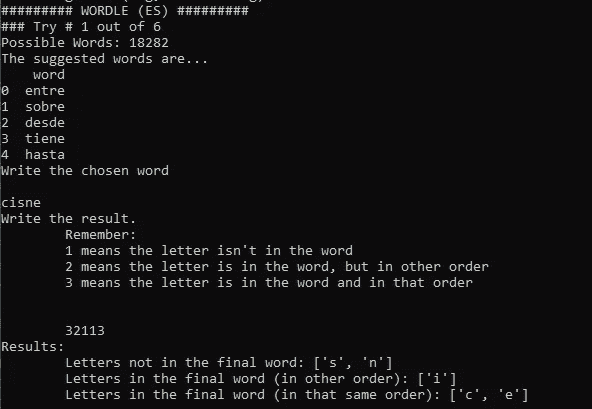 ######### WORDLE (ES) #########
### Try # 1 out of 6
Possible Words: 18282
The suggested words are...
    word
0  entre
1  sobre
2  desde
3  tiene
4  hasta
Write the chosen word

cisne
Write the result.
        Remember:
        1 means the letter isn't in the word
        2 means the letter is in the word, but in other order
        3 means the letter is in the word and in that order


        32113
Results:
        Letters not in the final word: ['s', 'n']
        Letters in the final word (in other order): ['i']
        Letters in the final word (in that same order): ['c', 'e']